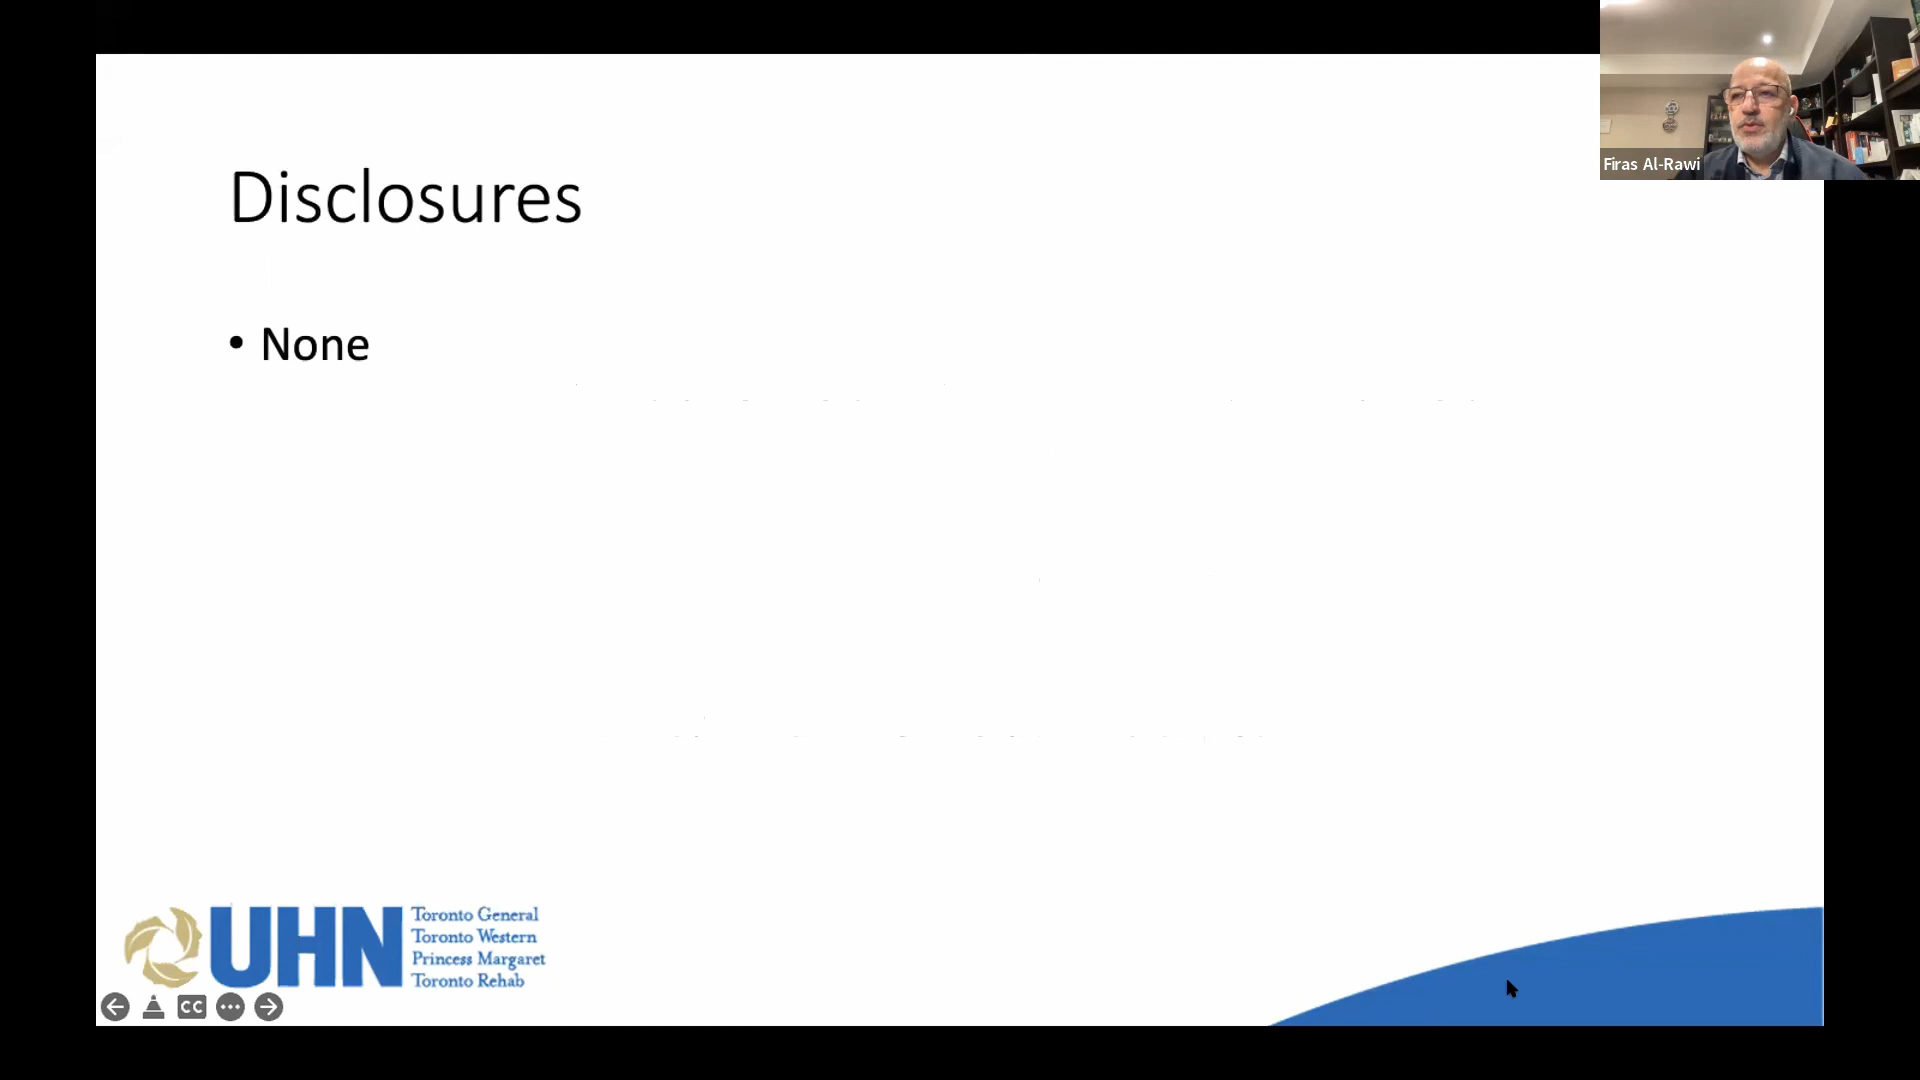 Disclosures
• None
Firas Al-Rawi
UHN
Toronto General
Toronto Western
Princess Margaret
Toronto Rehab
CC